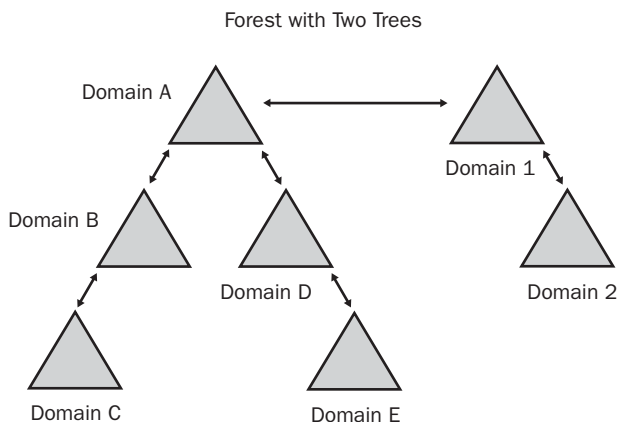 Forest with Two Trees
Domain A
Domain 1
Domain B
Domain D
Domain 2
Domain C
Domain E